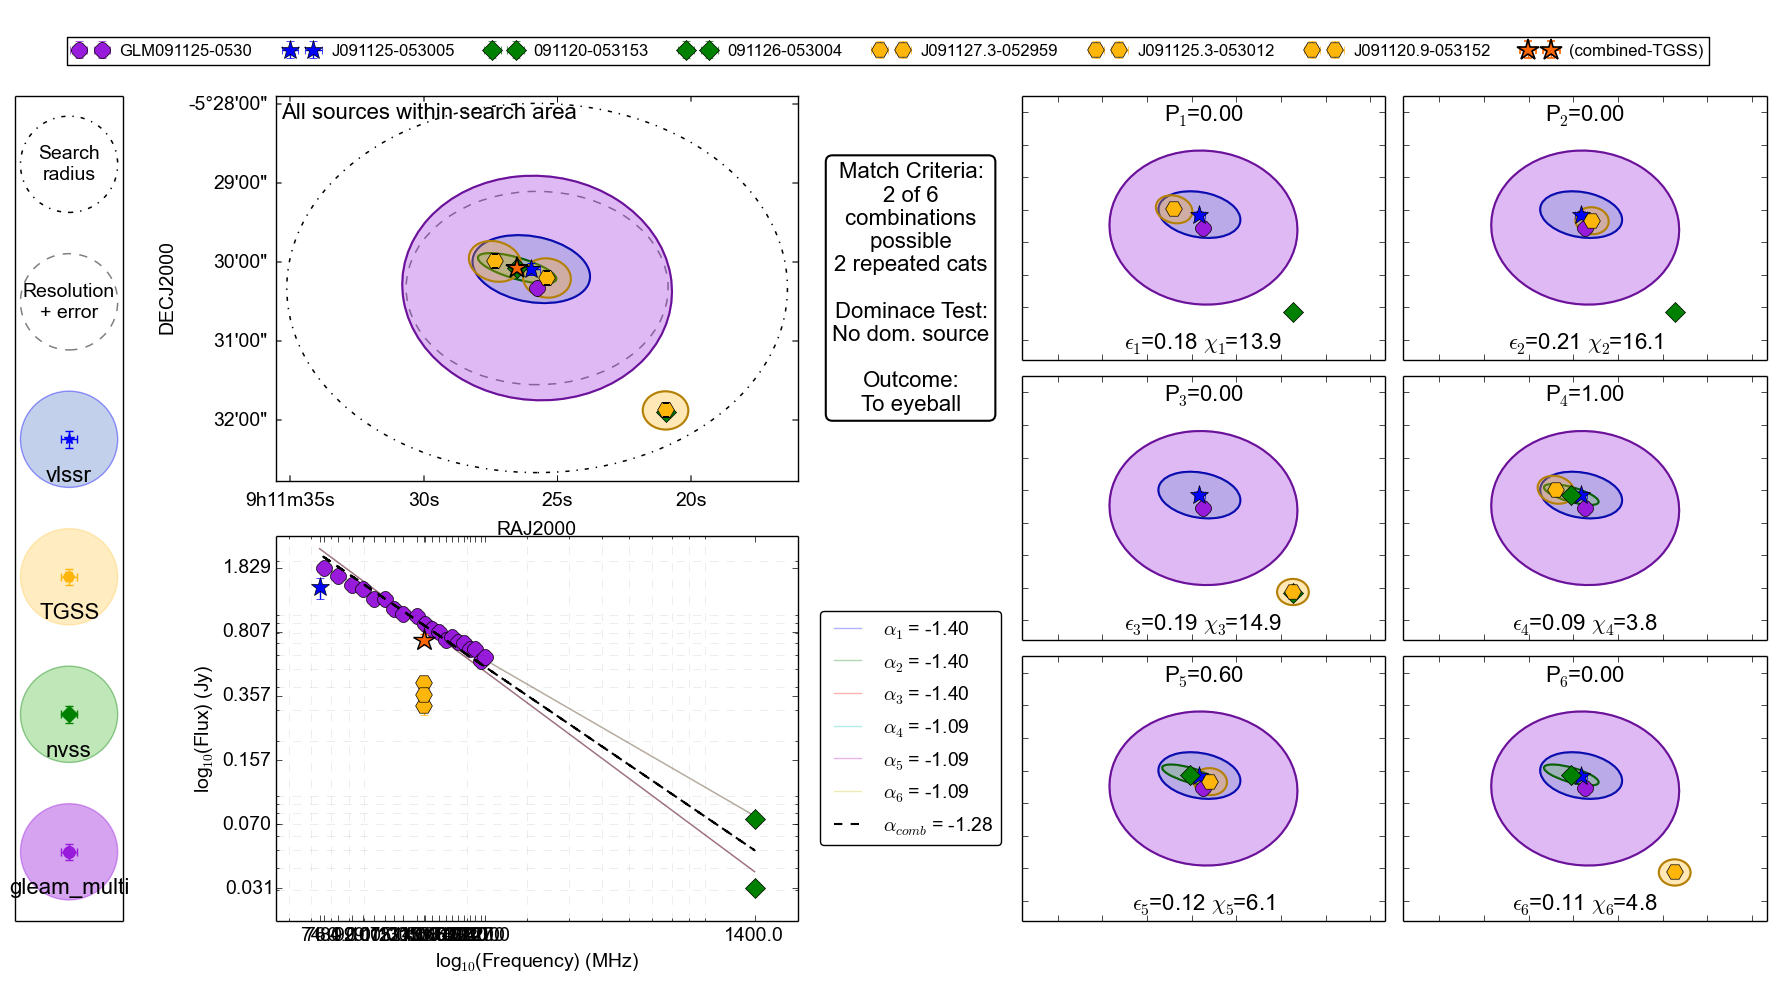 GLM091125-0530 J091125-053005 091120-053153 091126-053004 J091127.3-052959 J091125.3-053012 J091120.9-053152 (combined-TGSS)
Search
radius
Resolution
+ error
vlssr
TGSS
nvss
gleam_multi
All sources within search area
DECJ2000
-5°28'00"
29'00"
30'00"
31'00"
32'00"
9h11m35s 30s 25s 20s
RAJ2000
log₁₀(Flux) (Jy)
1.829
0.807
0.357
0.157
0.070
0.031
1400.0
log₁₀(Frequency) (MHz)
Match Criteria:
2 of 6
combinations
possible
2 repeated cats
Dominace Test:
No dom. source
Outcome:
To eyeball
α₁ = -1.40
α₂ = -1.40
α₃ = -1.40
α₄ = -1.09
α₅ = -1.09
α₆ = -1.09
α_comb = -1.28
P₁=0.00
ϵ₁=0.18 χ₁=13.9
P₂=0.00
ϵ₂=0.21 χ₂=16.1
P₃=0.00
ϵ₃=0.19 χ₃=14.9
P₄=1.00
ϵ₄=0.09 χ₄=3.8
P₅=0.60
ϵ₅=0.12 χ₅=6.1
P₆=0.00
ϵ₆=0.11 χ₆=4.8